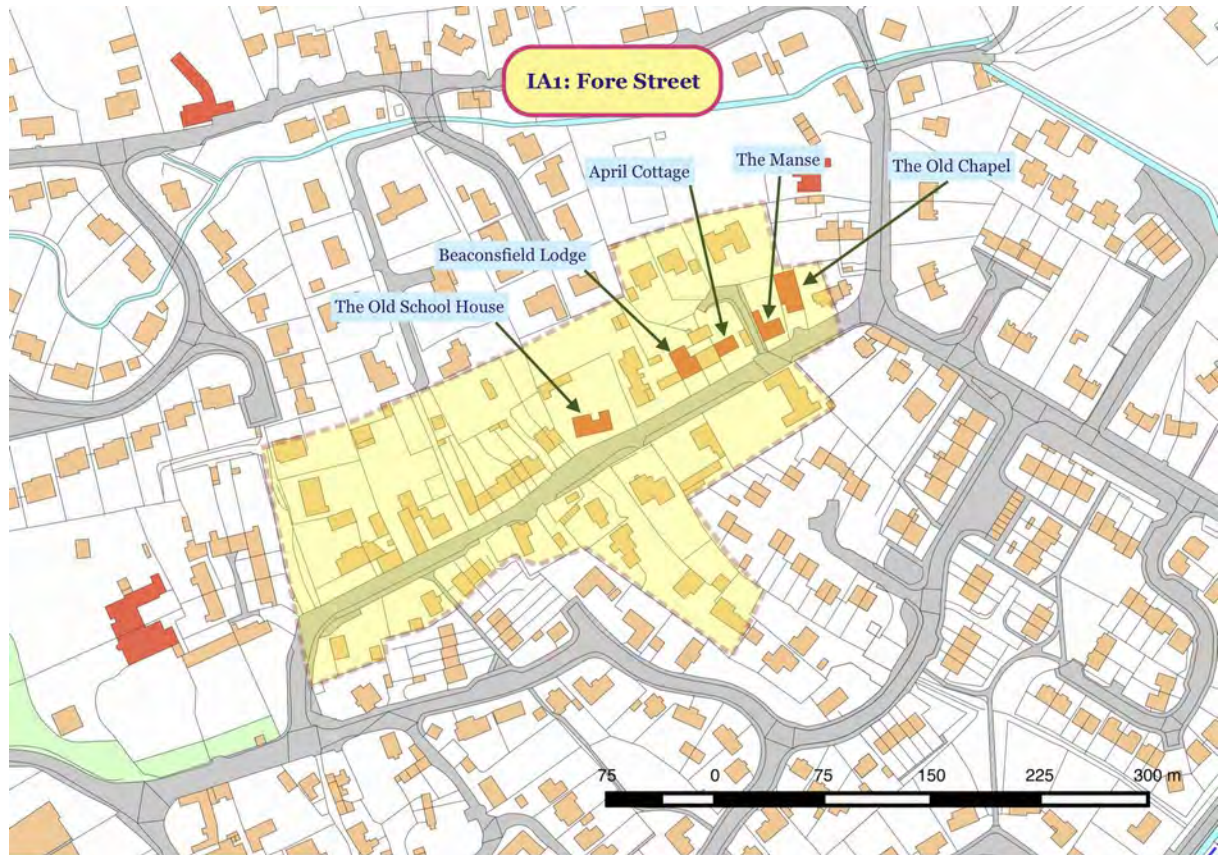 IA1: Fore Street
The Manse
The Old Chapel
April Cottage
Beaconsfield Lodge
The Old School House
75 0 75 150 225 300 m